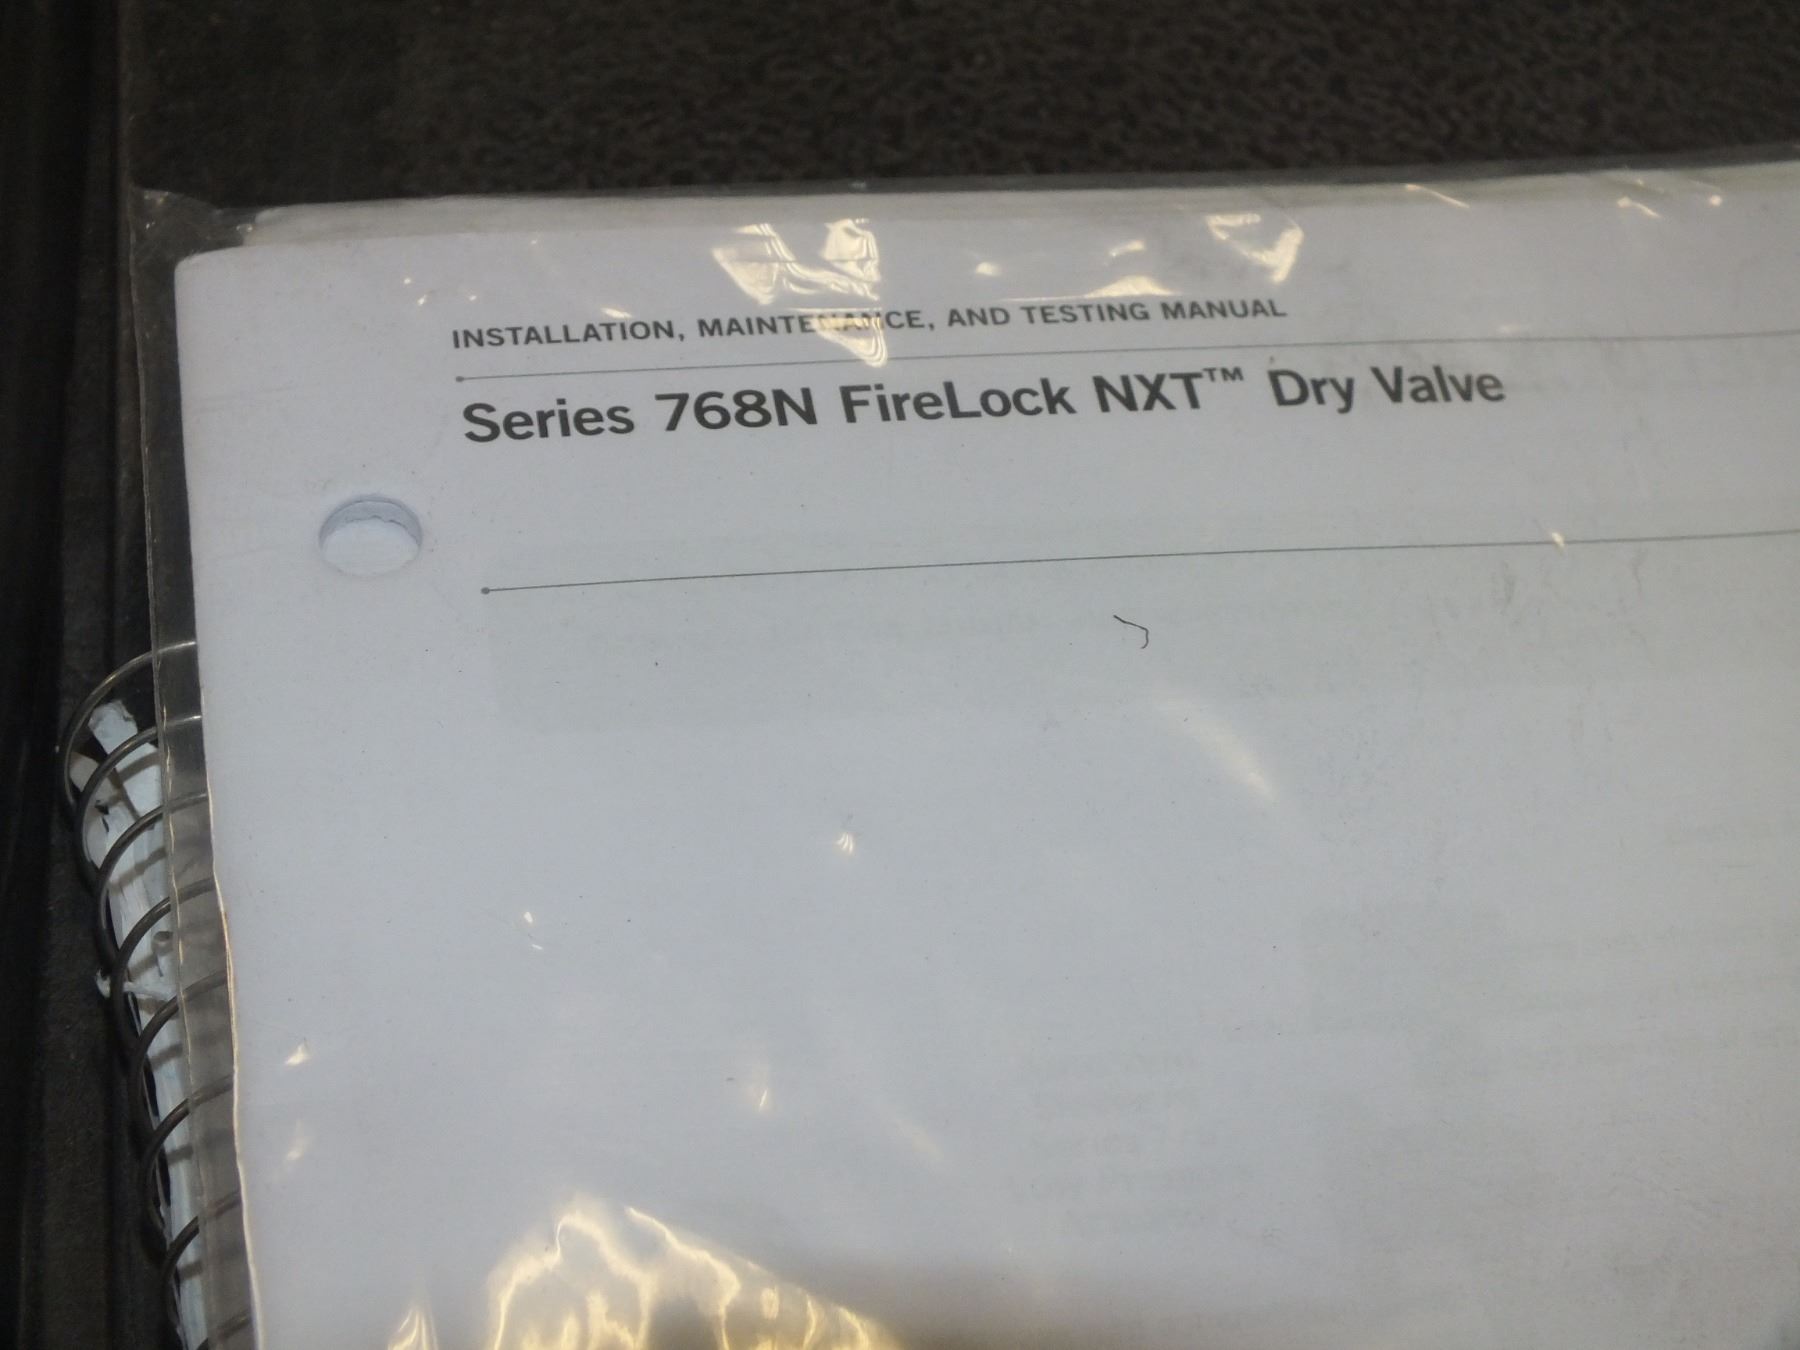 INSTALLATION, MAINTENANCE, AND TESTING MANUAL
Series 768N FireLock NXT™ Dry Valve